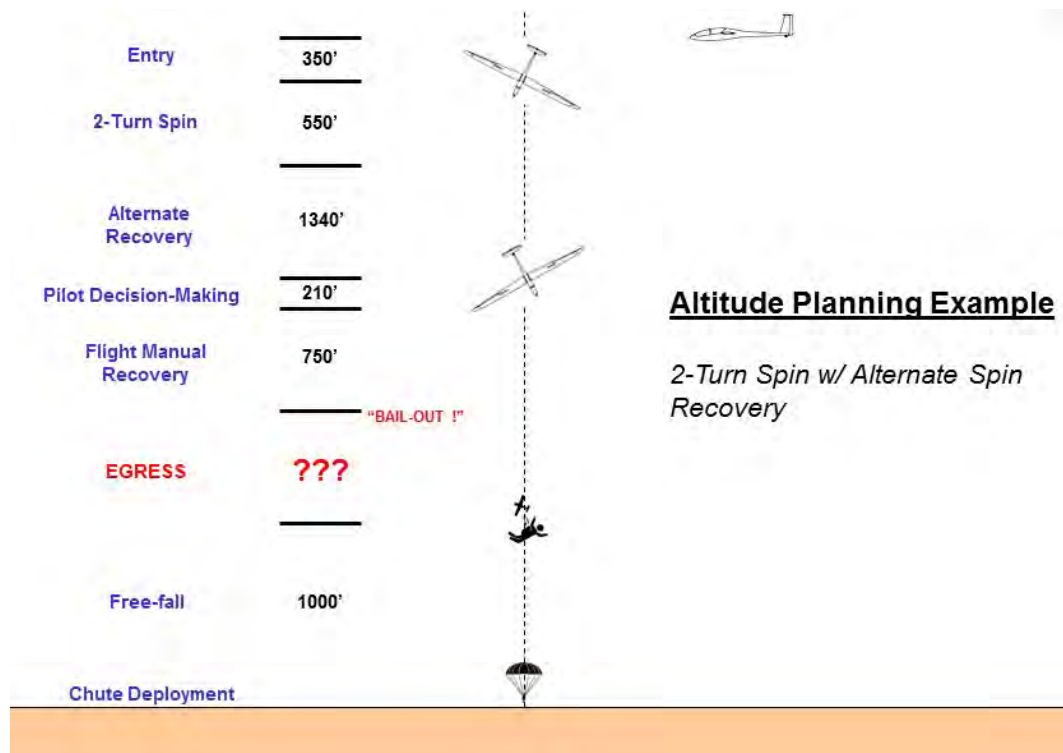 Entry
350’
2-Turn Spin
550’
Alternate
Recovery
1340’
Pilot Decision-Making
210’
Flight Manual
Recovery
750’
“BAIL-OUT !”
EGRESS
???
Free-fall
1000’
Chute Deployment
Altitude Planning Example
2-Turn Spin w/ Alternate Spin
Recovery